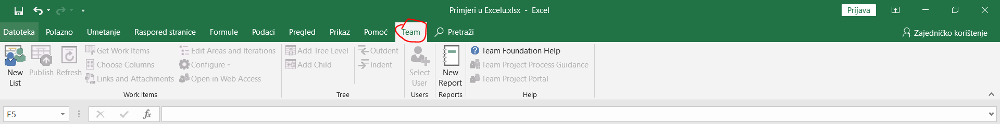 Primjeri u Excelu.xlsx - Excel
Prijava
Datoteka Polazno Umetanje Raspored stranice Formule Podaci Pregled Prikaz Pomoć Team Pretraži Zajedničko korištenje
New List
Publish
Refresh
Get Work Items
Choose Columns
Links and Attachments
Edit Areas and Iterations
Configure
Open in Web Access
Work Items
Add Tree Level
Add Child
Outdent
Indent
Tree
Select User
Users
New Report
Reports
Team Foundation Help
Team Project Process Guidance
Team Project Portal
Help
E5
fx